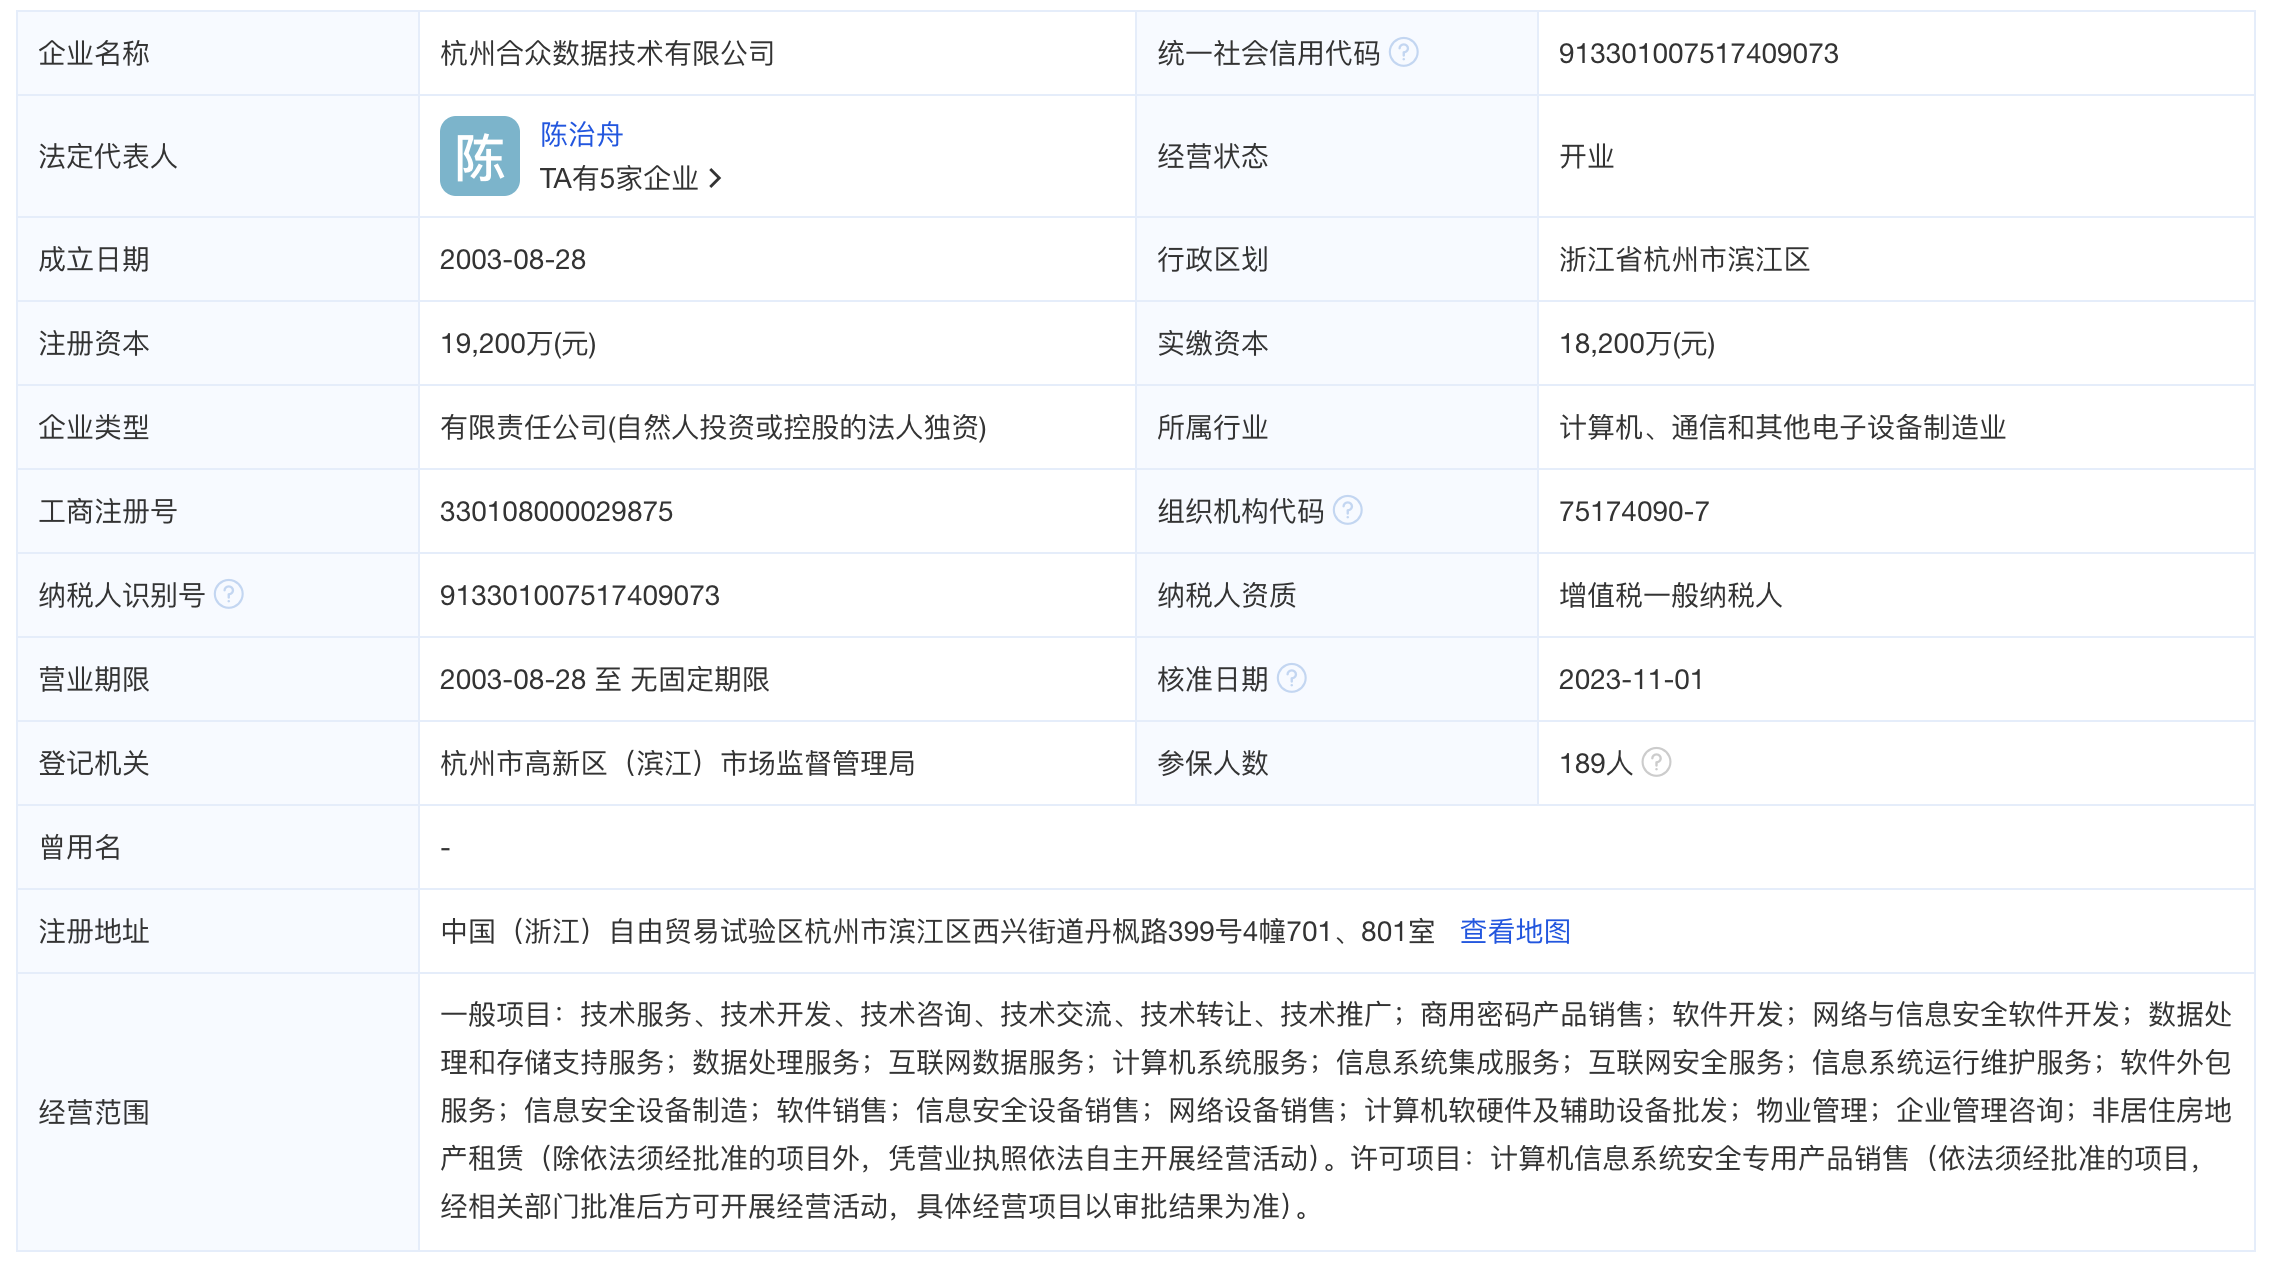 企业名称 杭州合众数据技术有限公司 统一社会信用代码 ? 913301007517409073
法定代表人 陈 陈治舟 经营状态 开业
TA有5家企业 >
成立日期 2003-08-28 行政区划 浙江省杭州市滨江区
注册资本 19,200万(元) 实缴资本 18,200万(元)
企业类型 有限责任公司(自然人投资或控股的法人独资) 所属行业 计算机、通信和其他电子设备制造业
工商注册号 330108000029875 组织机构代码 ? 75174090-7
纳税人识别号 ? 913301007517409073 纳税人资质 增值税一般纳税人
营业期限 2003-08-28 至 无固定期限 核准日期 ? 2023-11-01
登记机关 杭州市高新区（滨江）市场监督管理局 参保人数 189人 ?
曾用名 -
注册地址 中国（浙江）自由贸易试验区杭州市滨江区西兴街道丹枫路399号4幢701、801室 查看地图
经营范围
一般项目：技术服务、技术开发、技术咨询、技术交流、技术转让、技术推广；商用密码产品销售；软件开发；网络与信息安全软件开发；数据处
理和存储支持服务；数据处理服务；互联网数据服务；计算机系统服务；信息系统集成服务；互联网安全服务；信息系统运行维护服务；软件外包
服务；信息安全设备制造；软件销售；信息安全设备销售；网络设备销售；计算机软硬件及辅助设备批发；物业管理；企业管理咨询；非居住房地
产租赁（除依法须经批准的项目外，凭营业执照依法自主开展经营活动）。许可项目：计算机信息系统安全专用产品销售（依法须经批准的项目，
经相关部门批准后方可开展经营活动，具体经营项目以审批结果为准）。